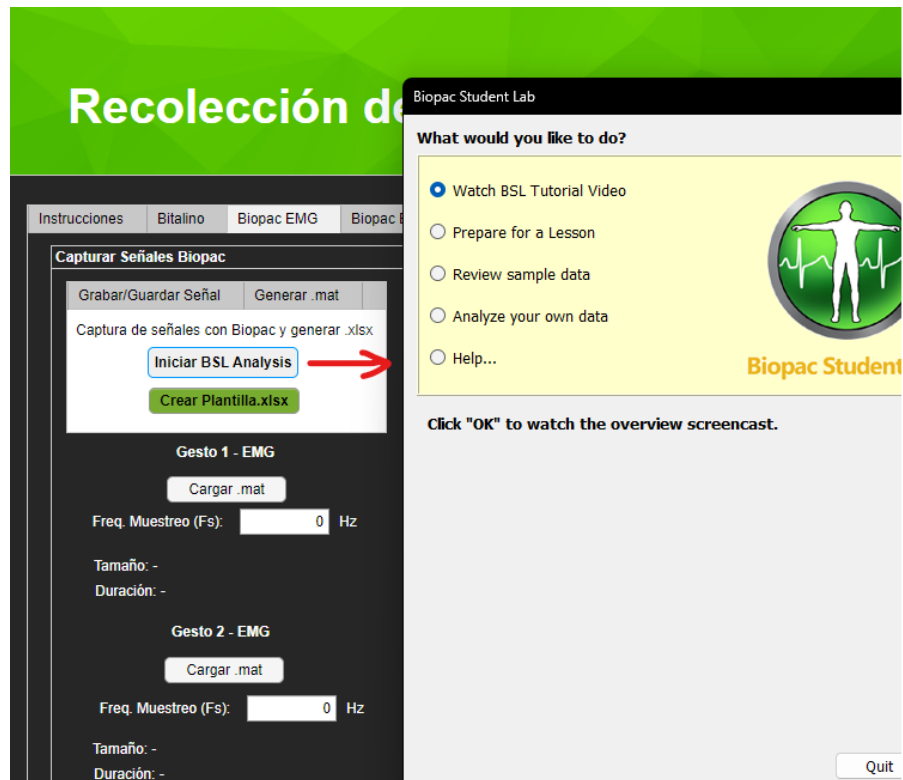 Recolección de
Instrucciones
Bitalino
Biopac EMG
Biopac
Capturar Señales Biopac
Grabar/Guardar Señal
Generar .mat
Captura de señales con Biopac y generar .xlsx
Iniciar BSL Analysis
Crear Plantilla.xlsx
Gesto 1 - EMG
Cargar .mat
Freq. Muestreo (Fs): 0 Hz
Tamaño: -
Duración: -
Gesto 2 - EMG
Cargar .mat
Freq. Muestreo (Fs): 0 Hz
Tamaño: -
Duración: -
Biopac Student Lab
What would you like to do?
Watch BSL Tutorial Video
Prepare for a Lesson
Review sample data
Analyze your own data
Help...
Biopac Student
Click "OK" to watch the overview screencast.
Quit